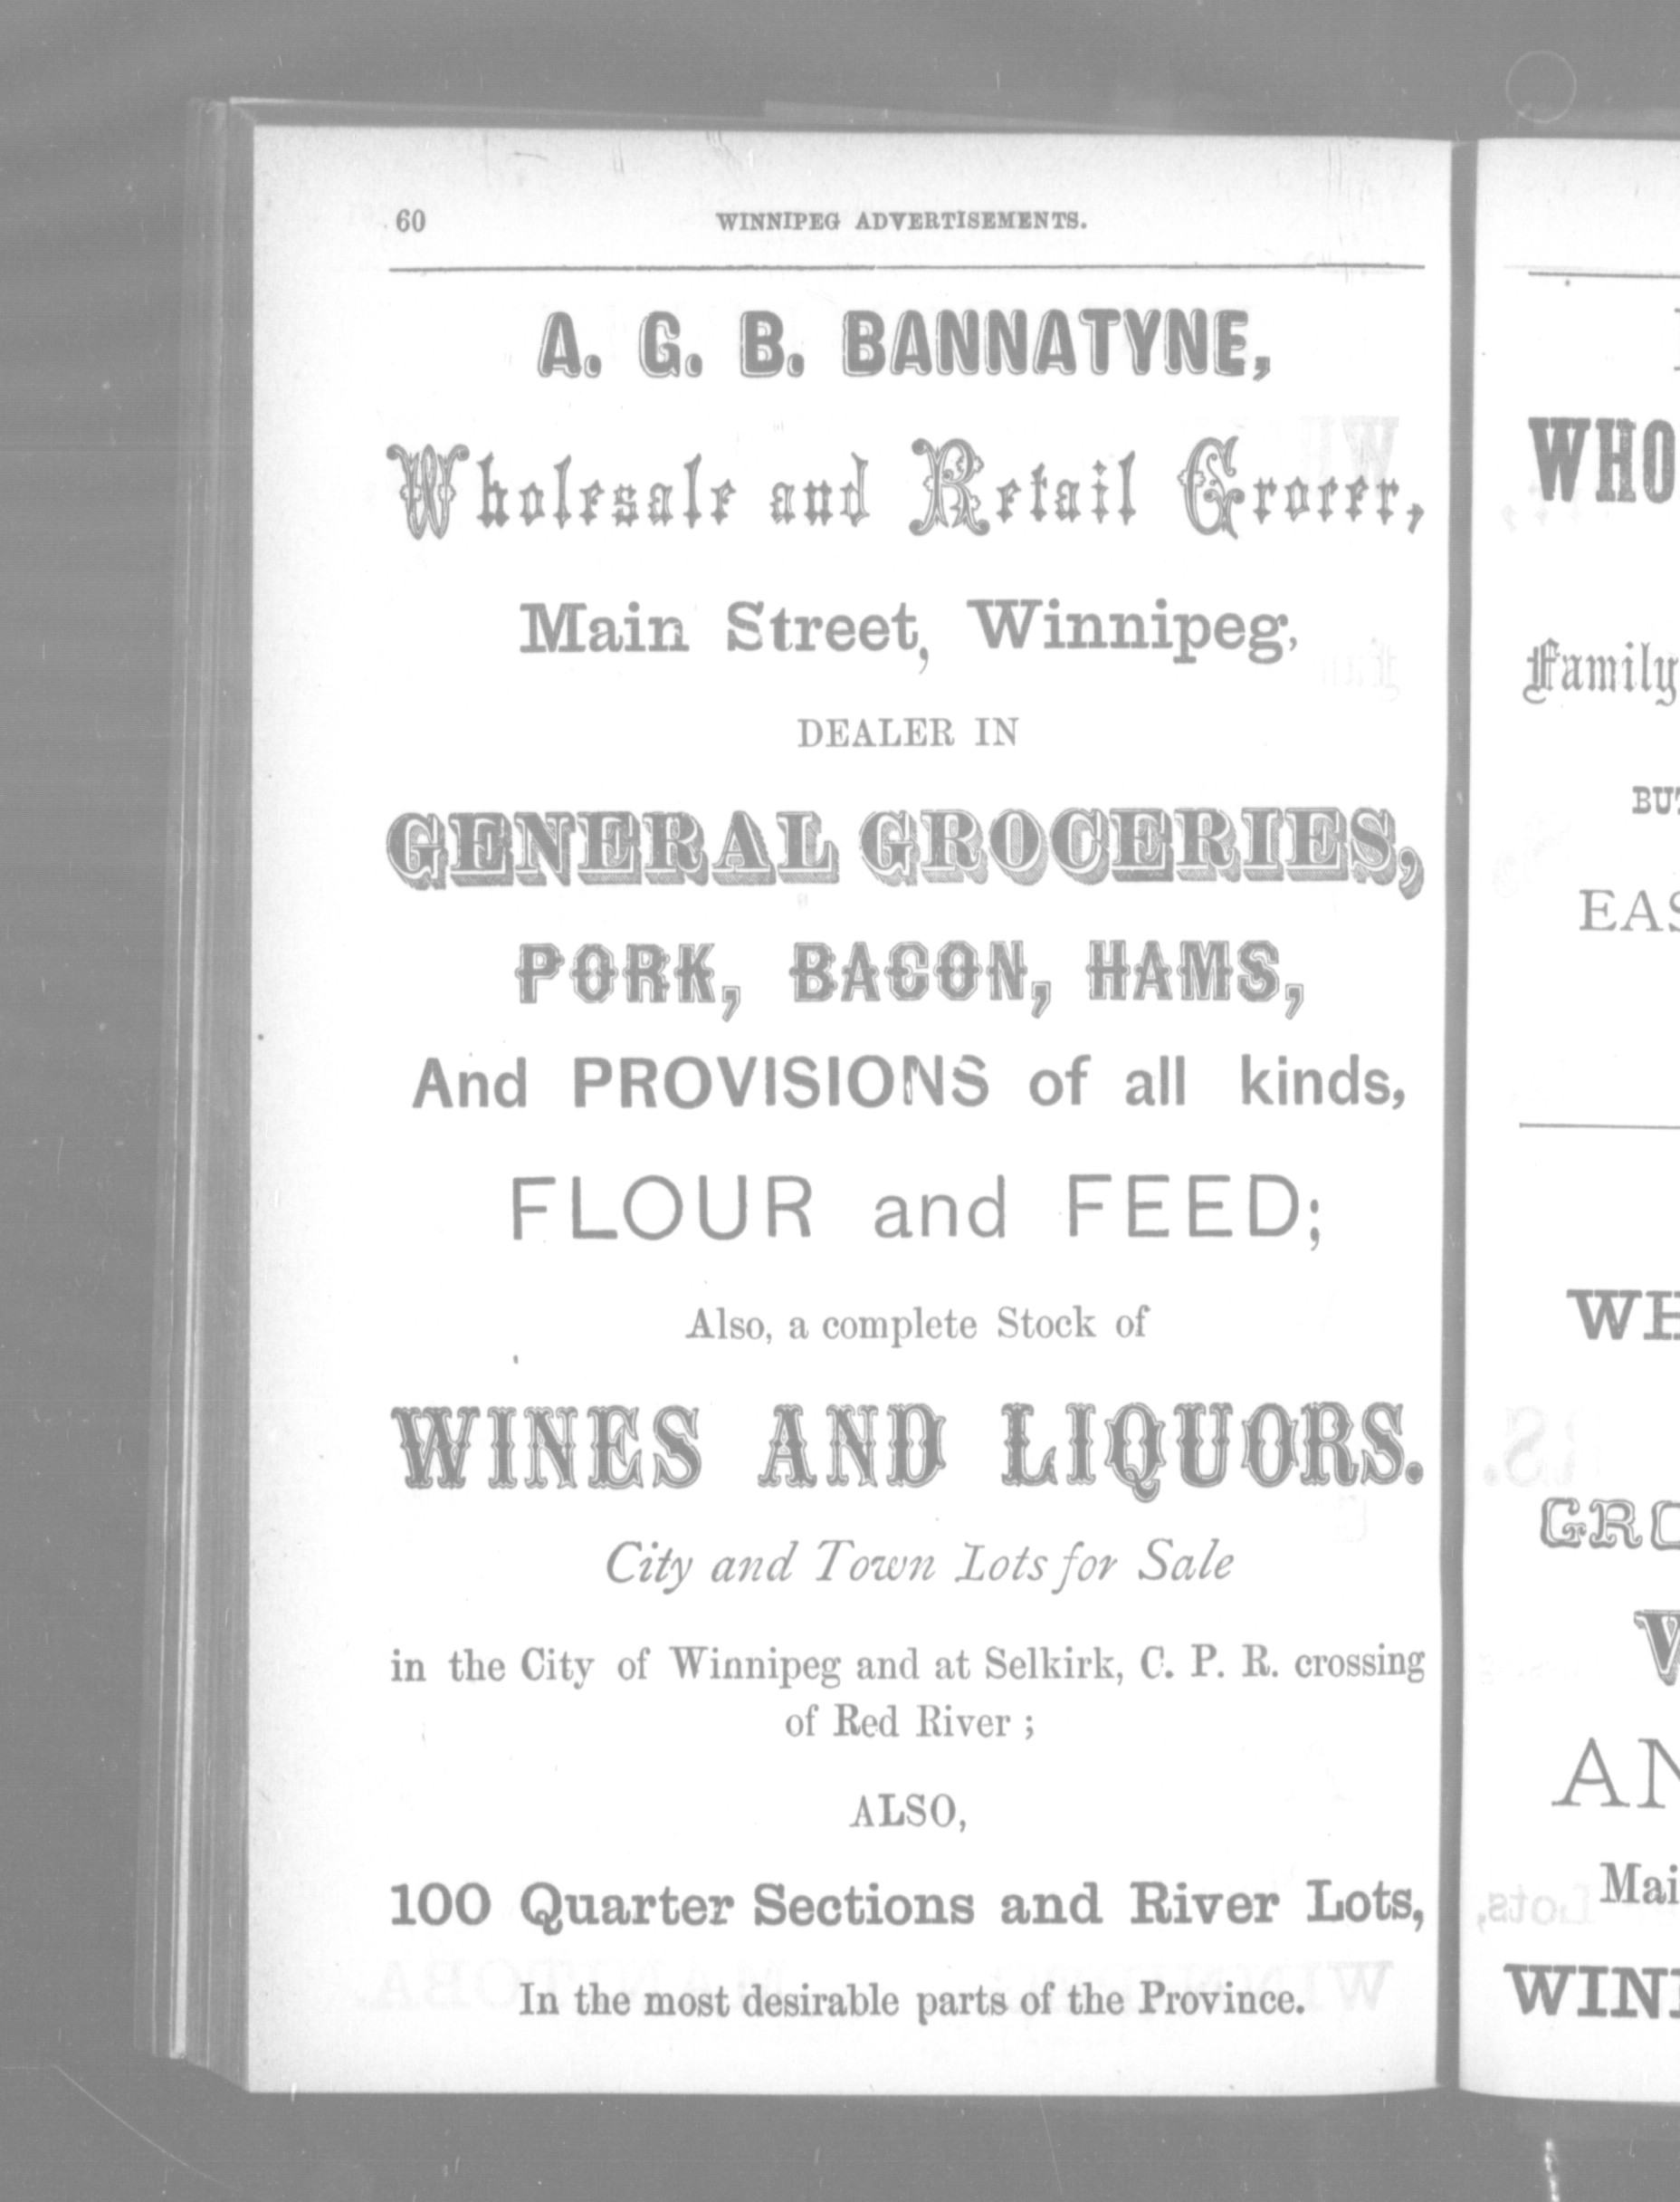 60 WINNIPEG ADVERTISEMENTS.
A. G. B. BANNATYNE,
Wholesale and Retail Grocer,
Main Street, Winnipeg,
DEALER IN
GENERAL GROCERIES,
PORK, BACON, HAMS,
And PROVISIONS of all kinds,
FLOUR and FEED;
Also, a complete Stock of
WINES AND LIQUORS.
City and Town Lots for Sale
in the City of Winnipeg and at Selkirk, C. P. R. crossing
of Red River ;
ALSO,
100 Quarter Sections and River Lots,
In the most desirable parts of the Province.
WHO
Family
BUT
EAS
WH
GRO
W
AN
Mai
WINN